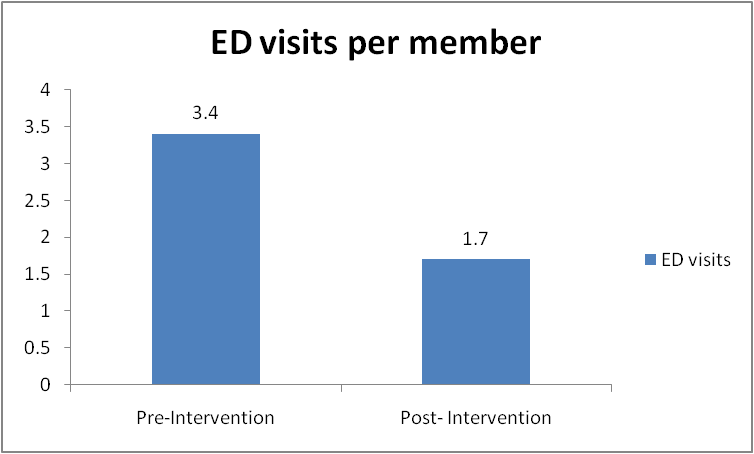 ED visits per member
4
3.5
3
2.5
2
1.5
1
0.5
0
3.4
1.7
Pre-Intervention
Post- Intervention
ED visits